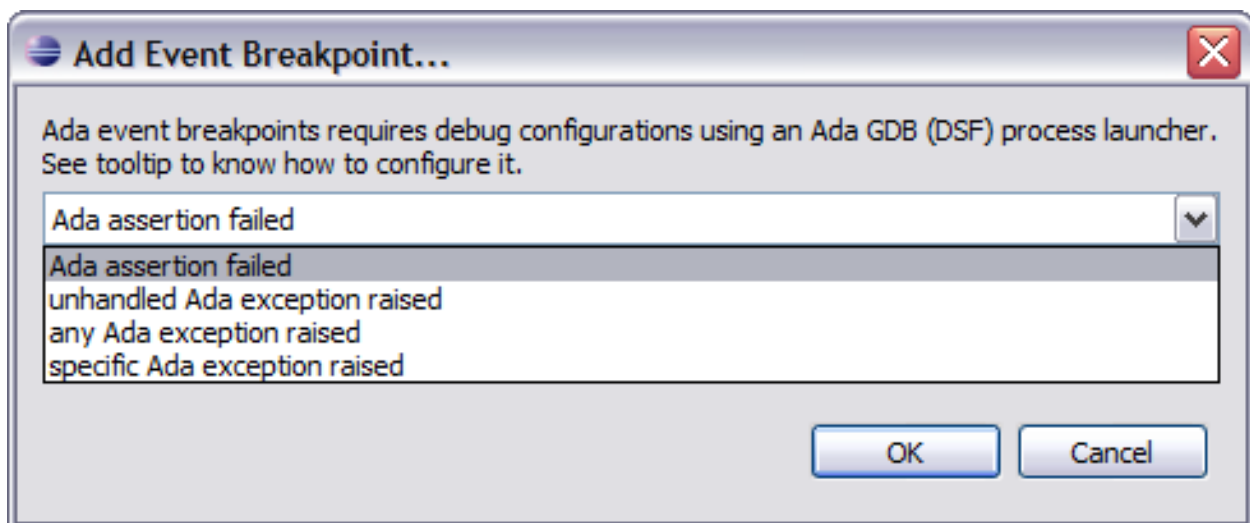 Add Event Breakpoint...
Ada event breakpoints requires debug configurations using an Ada GDB (DSF) process launcher.
See tooltip to know how to configure it.
Ada assertion failed
Ada assertion failed
unhandled Ada exception raised
any Ada exception raised
specific Ada exception raised
OK Cancel